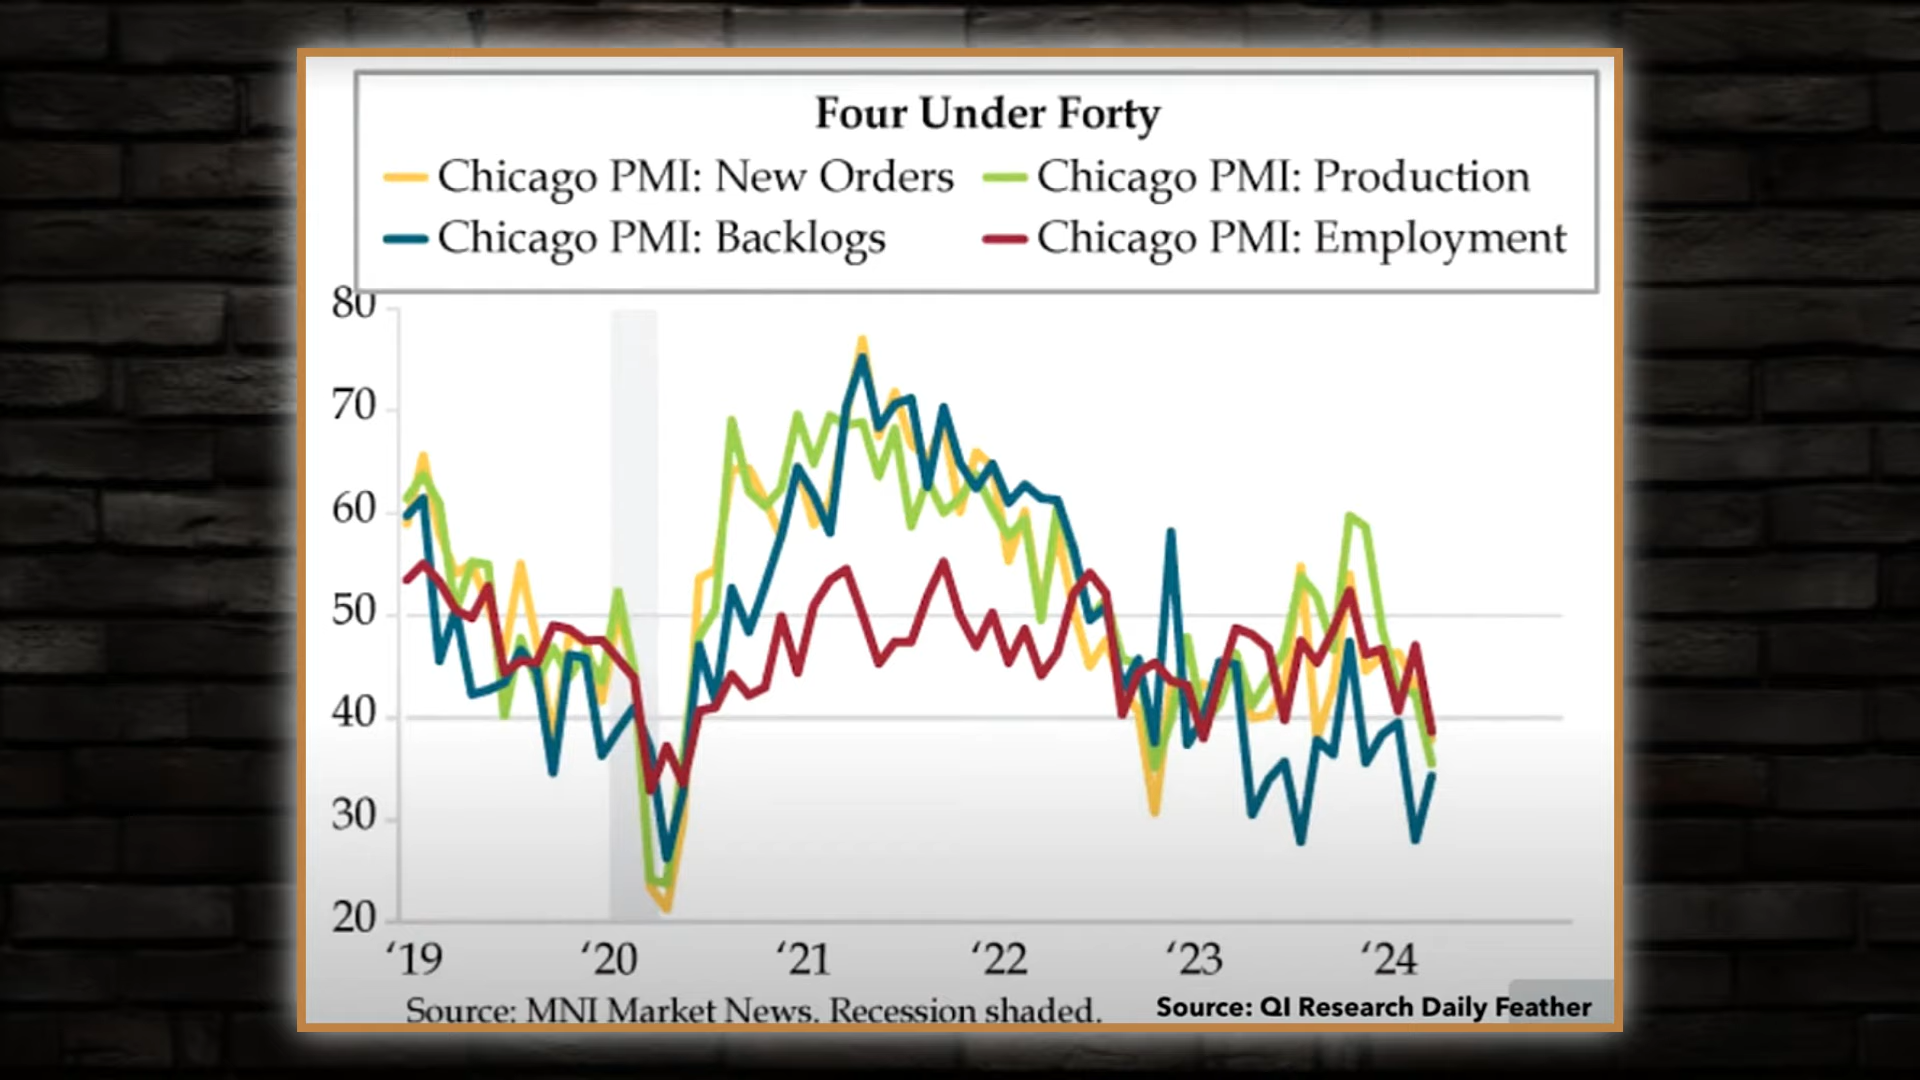 Four Under Forty
Chicago PMI: New Orders
Chicago PMI: Production
Chicago PMI: Backlogs
Chicago PMI: Employment
80
70
60
50
40
30
20
‘19 ‘20 ‘21 ‘22 ‘23 ‘24
Source: MNI Market News. Recession shaded.
Source: QI Research Daily Feather